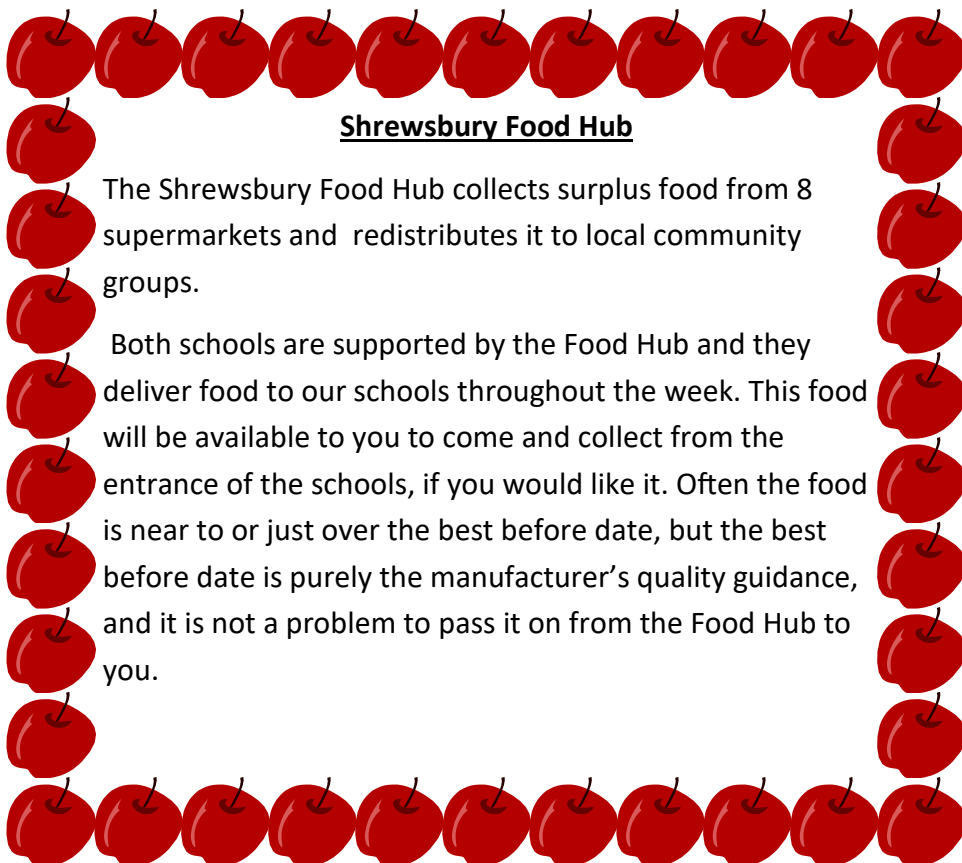 Shrewsbury Food Hub
The Shrewsbury Food Hub collects surplus food from 8
supermarkets and  redistributes it to local community
groups.
Both schools are supported by the Food Hub and they
deliver food to our schools throughout the week. This food
will be available to you to come and collect from the
entrance of the schools, if you would like it. Often the food
is near to or just over the best before date, but the best
before date is purely the manufacturer’s quality guidance,
and it is not a problem to pass it on from the Food Hub to
you.